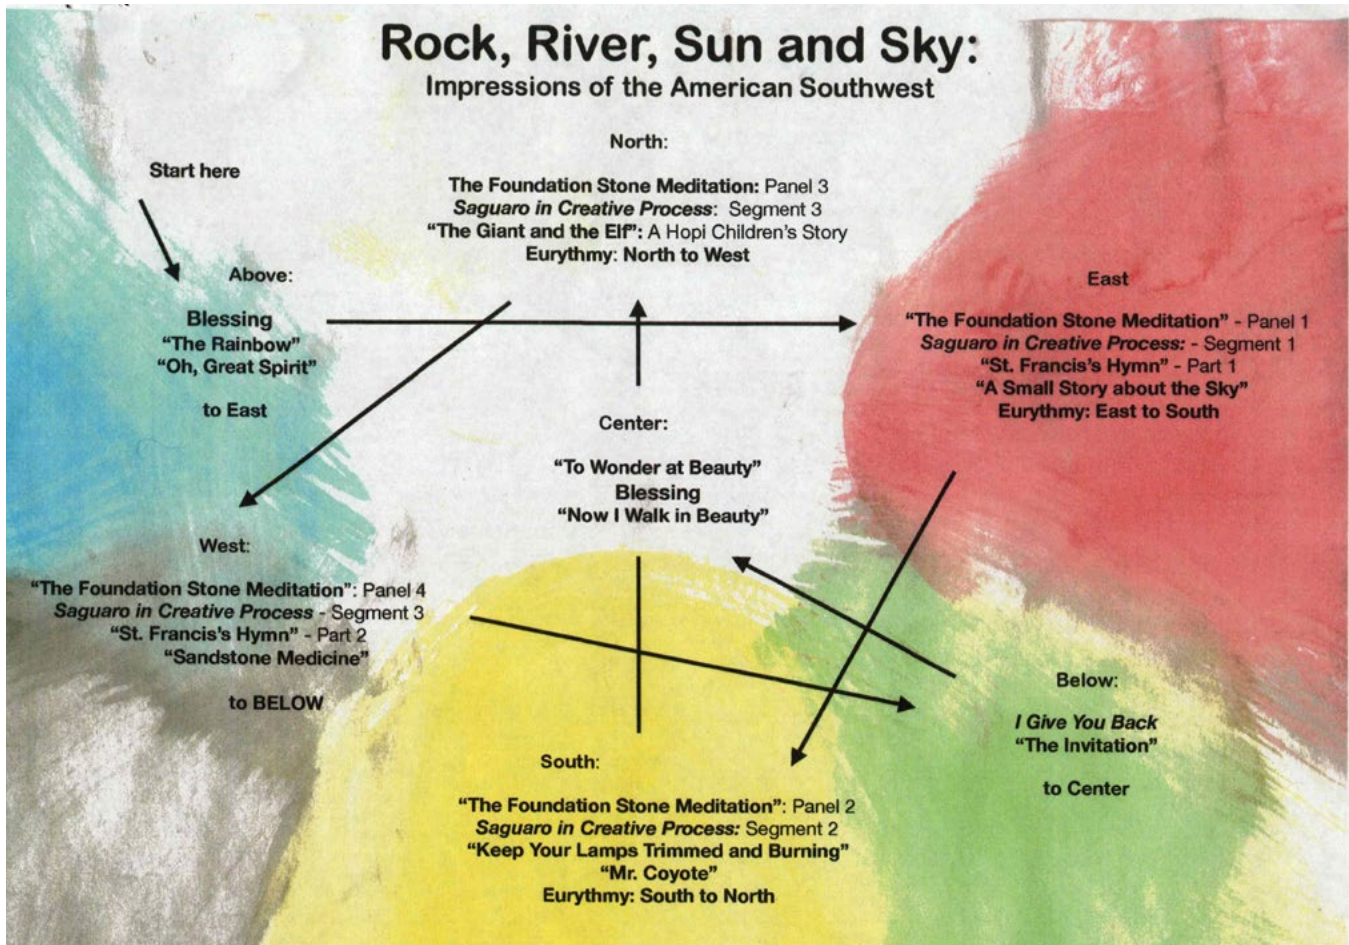 Rock, River, Sun and Sky:
Impressions of the American Southwest
Start here
North:
The Foundation Stone Meditation: Panel 3
Saguaro in Creative Process: Segment 3
“The Giant and the Elf”: A Hopi Children’s Story
Eurythmy: North to West
Above:
Blessing
“The Rainbow”
“Oh, Great Spirit”
to East
East
“The Foundation Stone Meditation” - Panel 1
Saguaro in Creative Process: - Segment 1
“St. Francis’s Hymn” - Part 1
“A Small Story about the Sky”
Eurythmy: East to South
Center:
“To Wonder at Beauty”
Blessing
“Now I Walk in Beauty”
West:
“The Foundation Stone Meditation”: Panel 4
Saguaro in Creative Process - Segment 3
“St. Francis’s Hymn” - Part 2
“Sandstone Medicine”
to BELOW
Below:
I Give You Back
“The Invitation”
to Center
South:
“The Foundation Stone Meditation”: Panel 2
Saguaro in Creative Process: Segment 2
“Keep Your Lamps Trimmed and Burning”
“Mr. Coyote”
Eurythmy: South to North